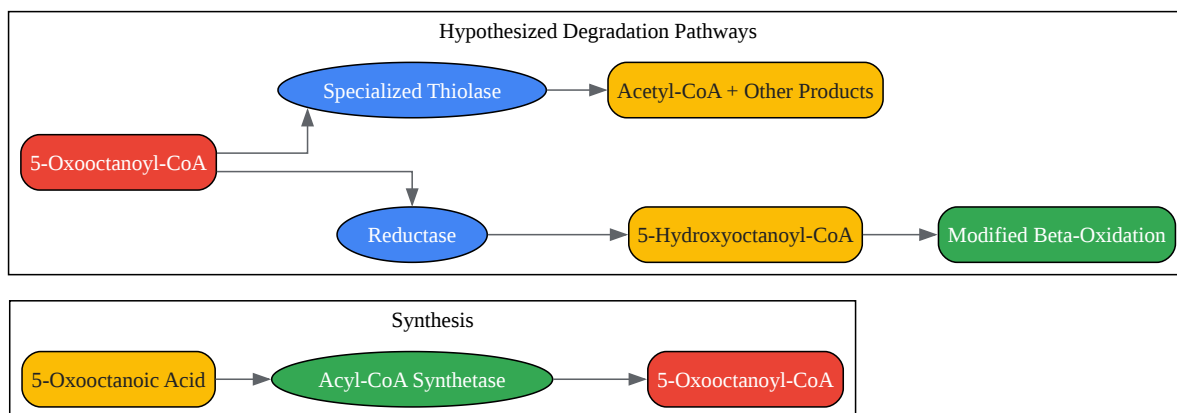 Hypothesized Degradation Pathways
Specialized Thiolase
Acetyl-CoA + Other Products
5-Oxooctanoyl-CoA
Reductase
5-Hydroxyoctanoyl-CoA
Modified Beta-Oxidation
Synthesis
5-Oxooctanoic Acid
Acyl-CoA Synthetase
5-Oxooctanoyl-CoA